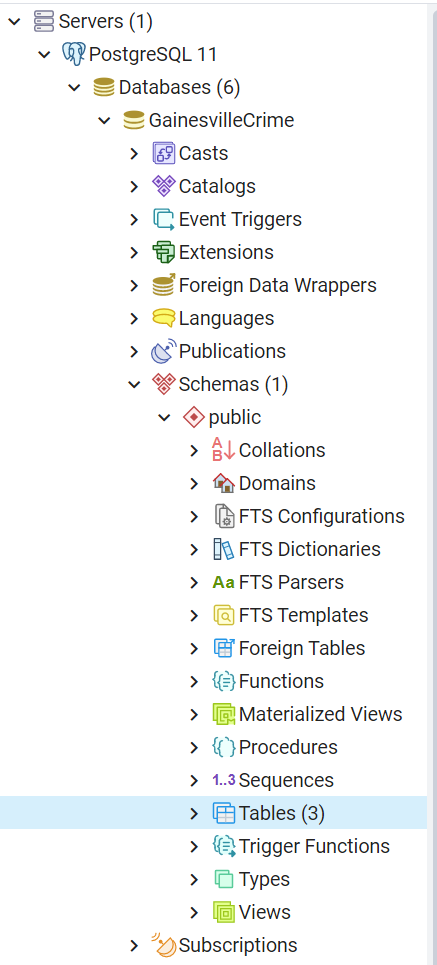 Servers (1)
PostgreSQL 11
Databases (6)
GainesvilleCrime
Casts
Catalogs
Event Triggers
Extensions
Foreign Data Wrappers
Languages
Publications
Schemas (1)
public
Collations
Domains
FTS Configurations
FTS Dictionaries
Aa FTS Parsers
FTS Templates
Foreign Tables
Functions
Materialized Views
Procedures
1..3 Sequences
Tables (3)
Trigger Functions
Types
Views
Subscriptions